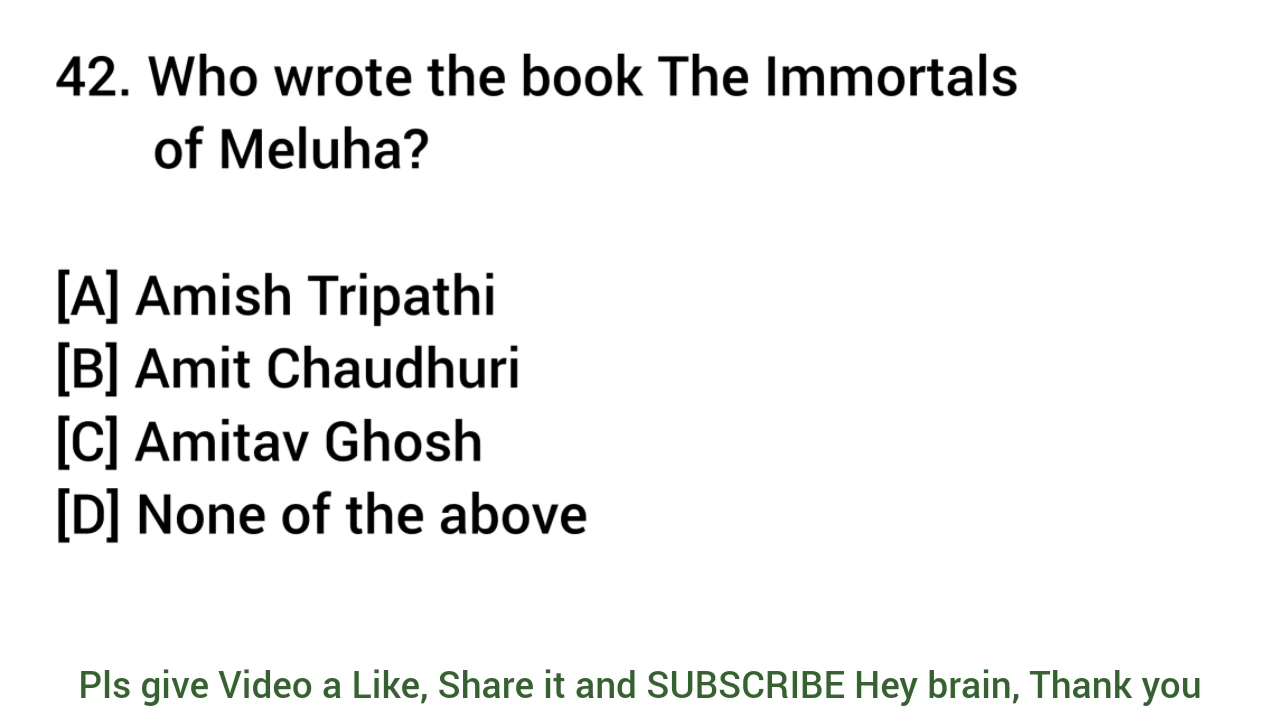 42. Who wrote the book The Immortals
of Meluha?
[A] Amish Tripathi
[B] Amit Chaudhuri
[C] Amitav Ghosh
[D] None of the above
Pls give Video a Like, Share it and SUBSCRIBE Hey brain, Thank you